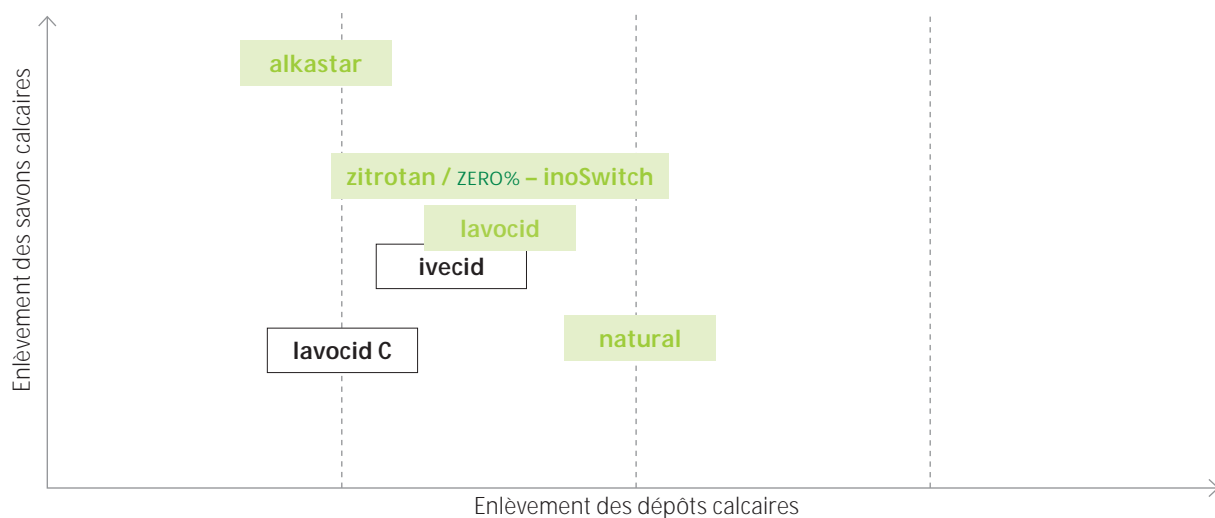 Enlèvement des savons calcaires
alkastar
zitrotan / ZERO% – inoSwitch
lavocid
ivecid
natural
lavocid C
Enlèvement des dépôts calcaires